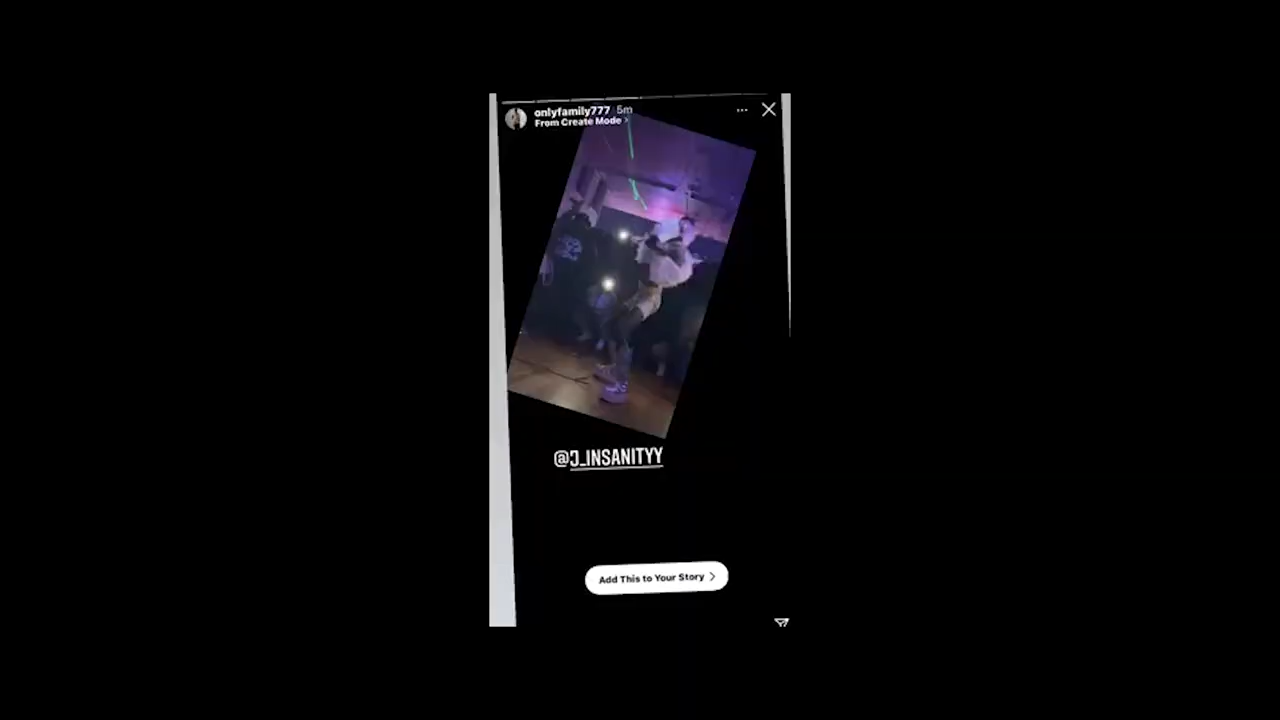 onlyfamily777 5m
From Create Mode >
@J_INSANITYY
Add This to Your Story >